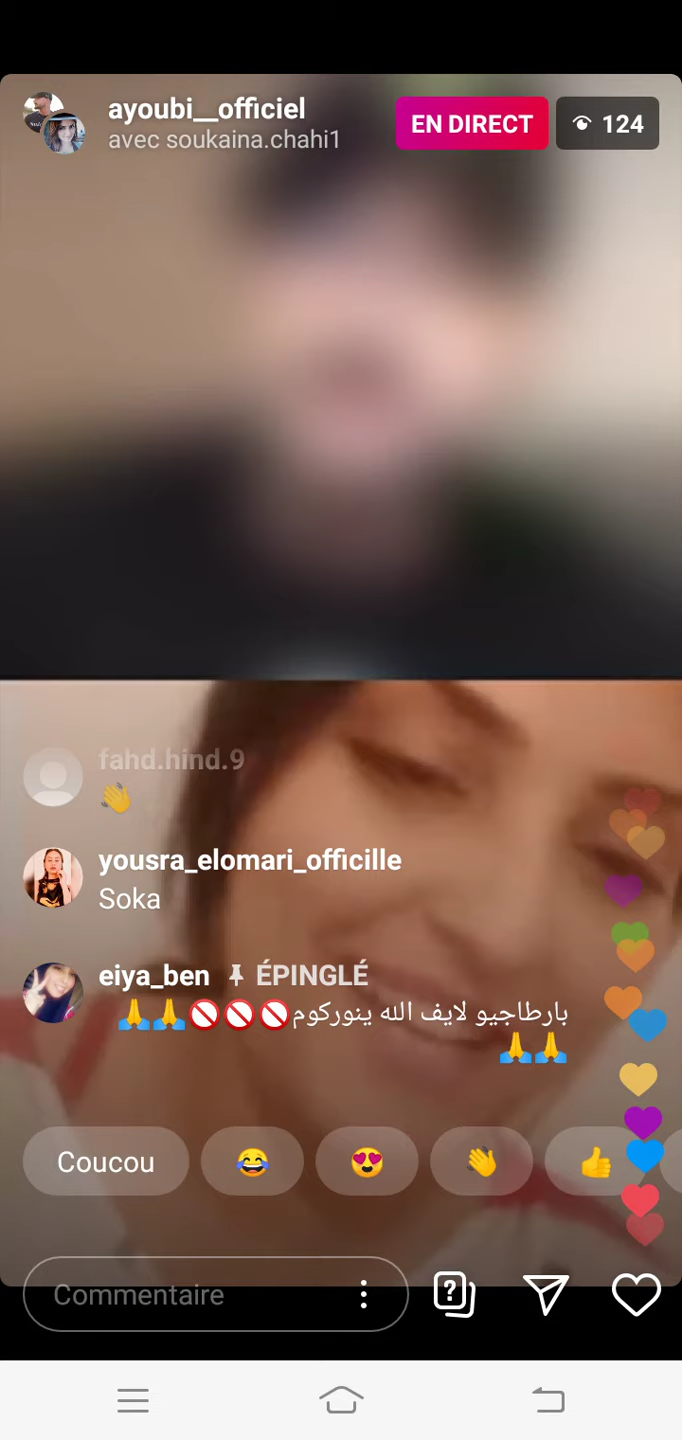 ayoubi__officiel
EN DIRECT
124
avec soukaina.chahi1
fahd.hind.9
👋
yousra_elomari_officille
Soka
eiya_ben ÉPINGLÉ
بارطاجيو لايف الله ينوركوم🚫🚫🚫🙏🙏
🙏🙏
Coucou 😂 😍 👋 👍
Commentaire